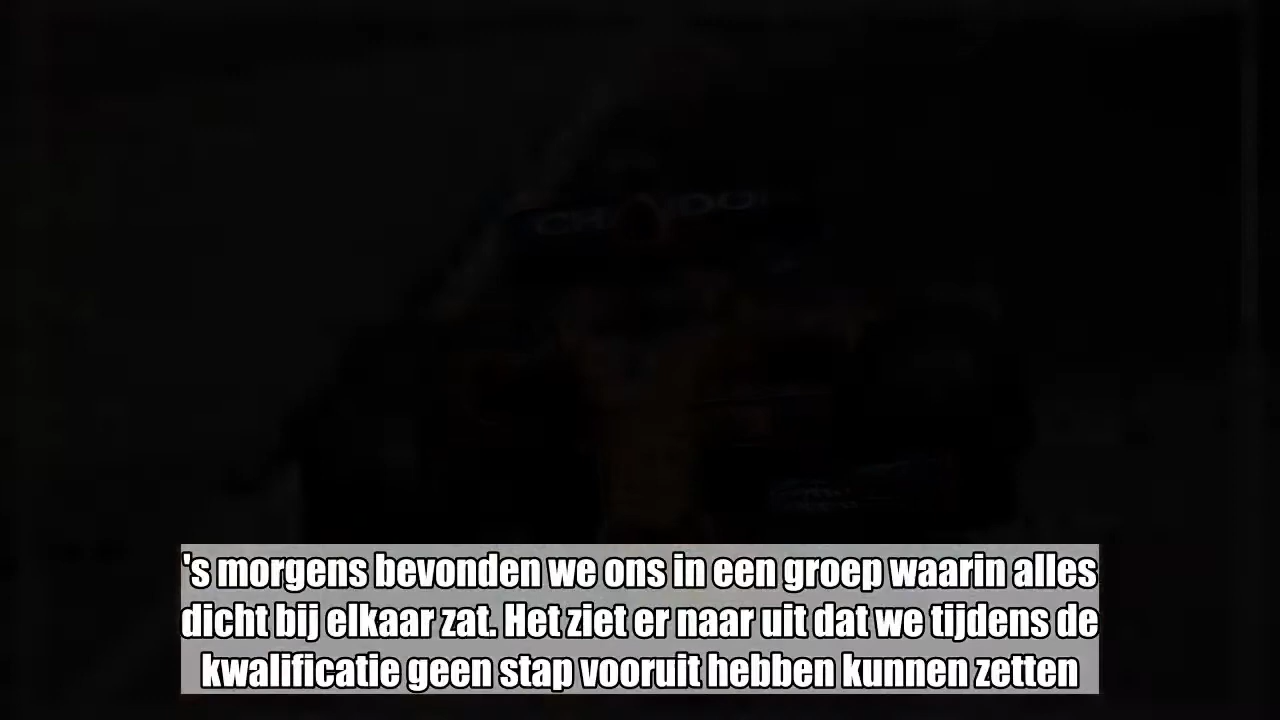 's morgens bevonden we ons in een groep waarin alles
dicht bij elkaar zat. Het ziet er naar uit dat we tijdens de
kwalificatie geen stap vooruit hebben kunnen zetten